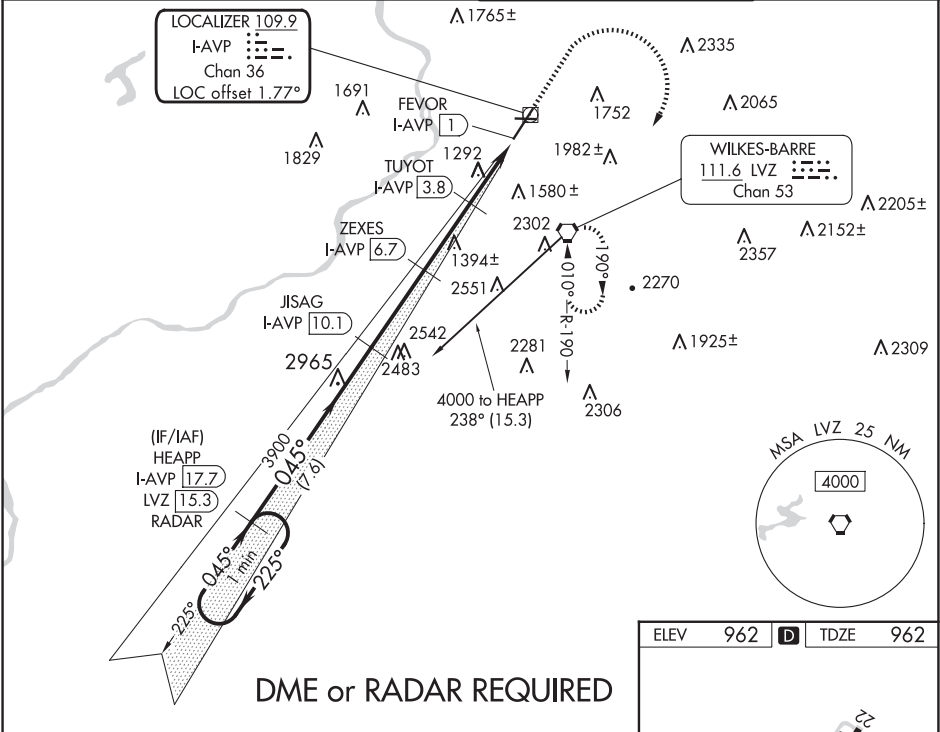 LOCALIZER 109.9
I-AVP
Chan 36
LOC offset 1.77°
1765±
2335
1691
FEVOR
I-AVP 1
1752
2065
1829
TUYOT
I-AVP 3.8
1292
1982±
WILKES-BARRE
111.6 LVZ
Chan 53
1580±
2205±
ZEXES
I-AVP 6.7
2302
2152±
1394±
2357
2551
190°
010°
R-190
2270
JISAG
I-AVP 10.1
2542
2483
2965
2281
1925±
2309
4000 to HEAPP
238° (15.3)
2306
(IF/IAF)
HEAPP
I-AVP 17.7
LVZ 15.3
RADAR
3900
045°
(7.6)
MSA LVZ 25 NM
4000
045°
1 min
225°
225°
ELEV 962 D TDZE 962
DME or RADAR REQUIRED
22